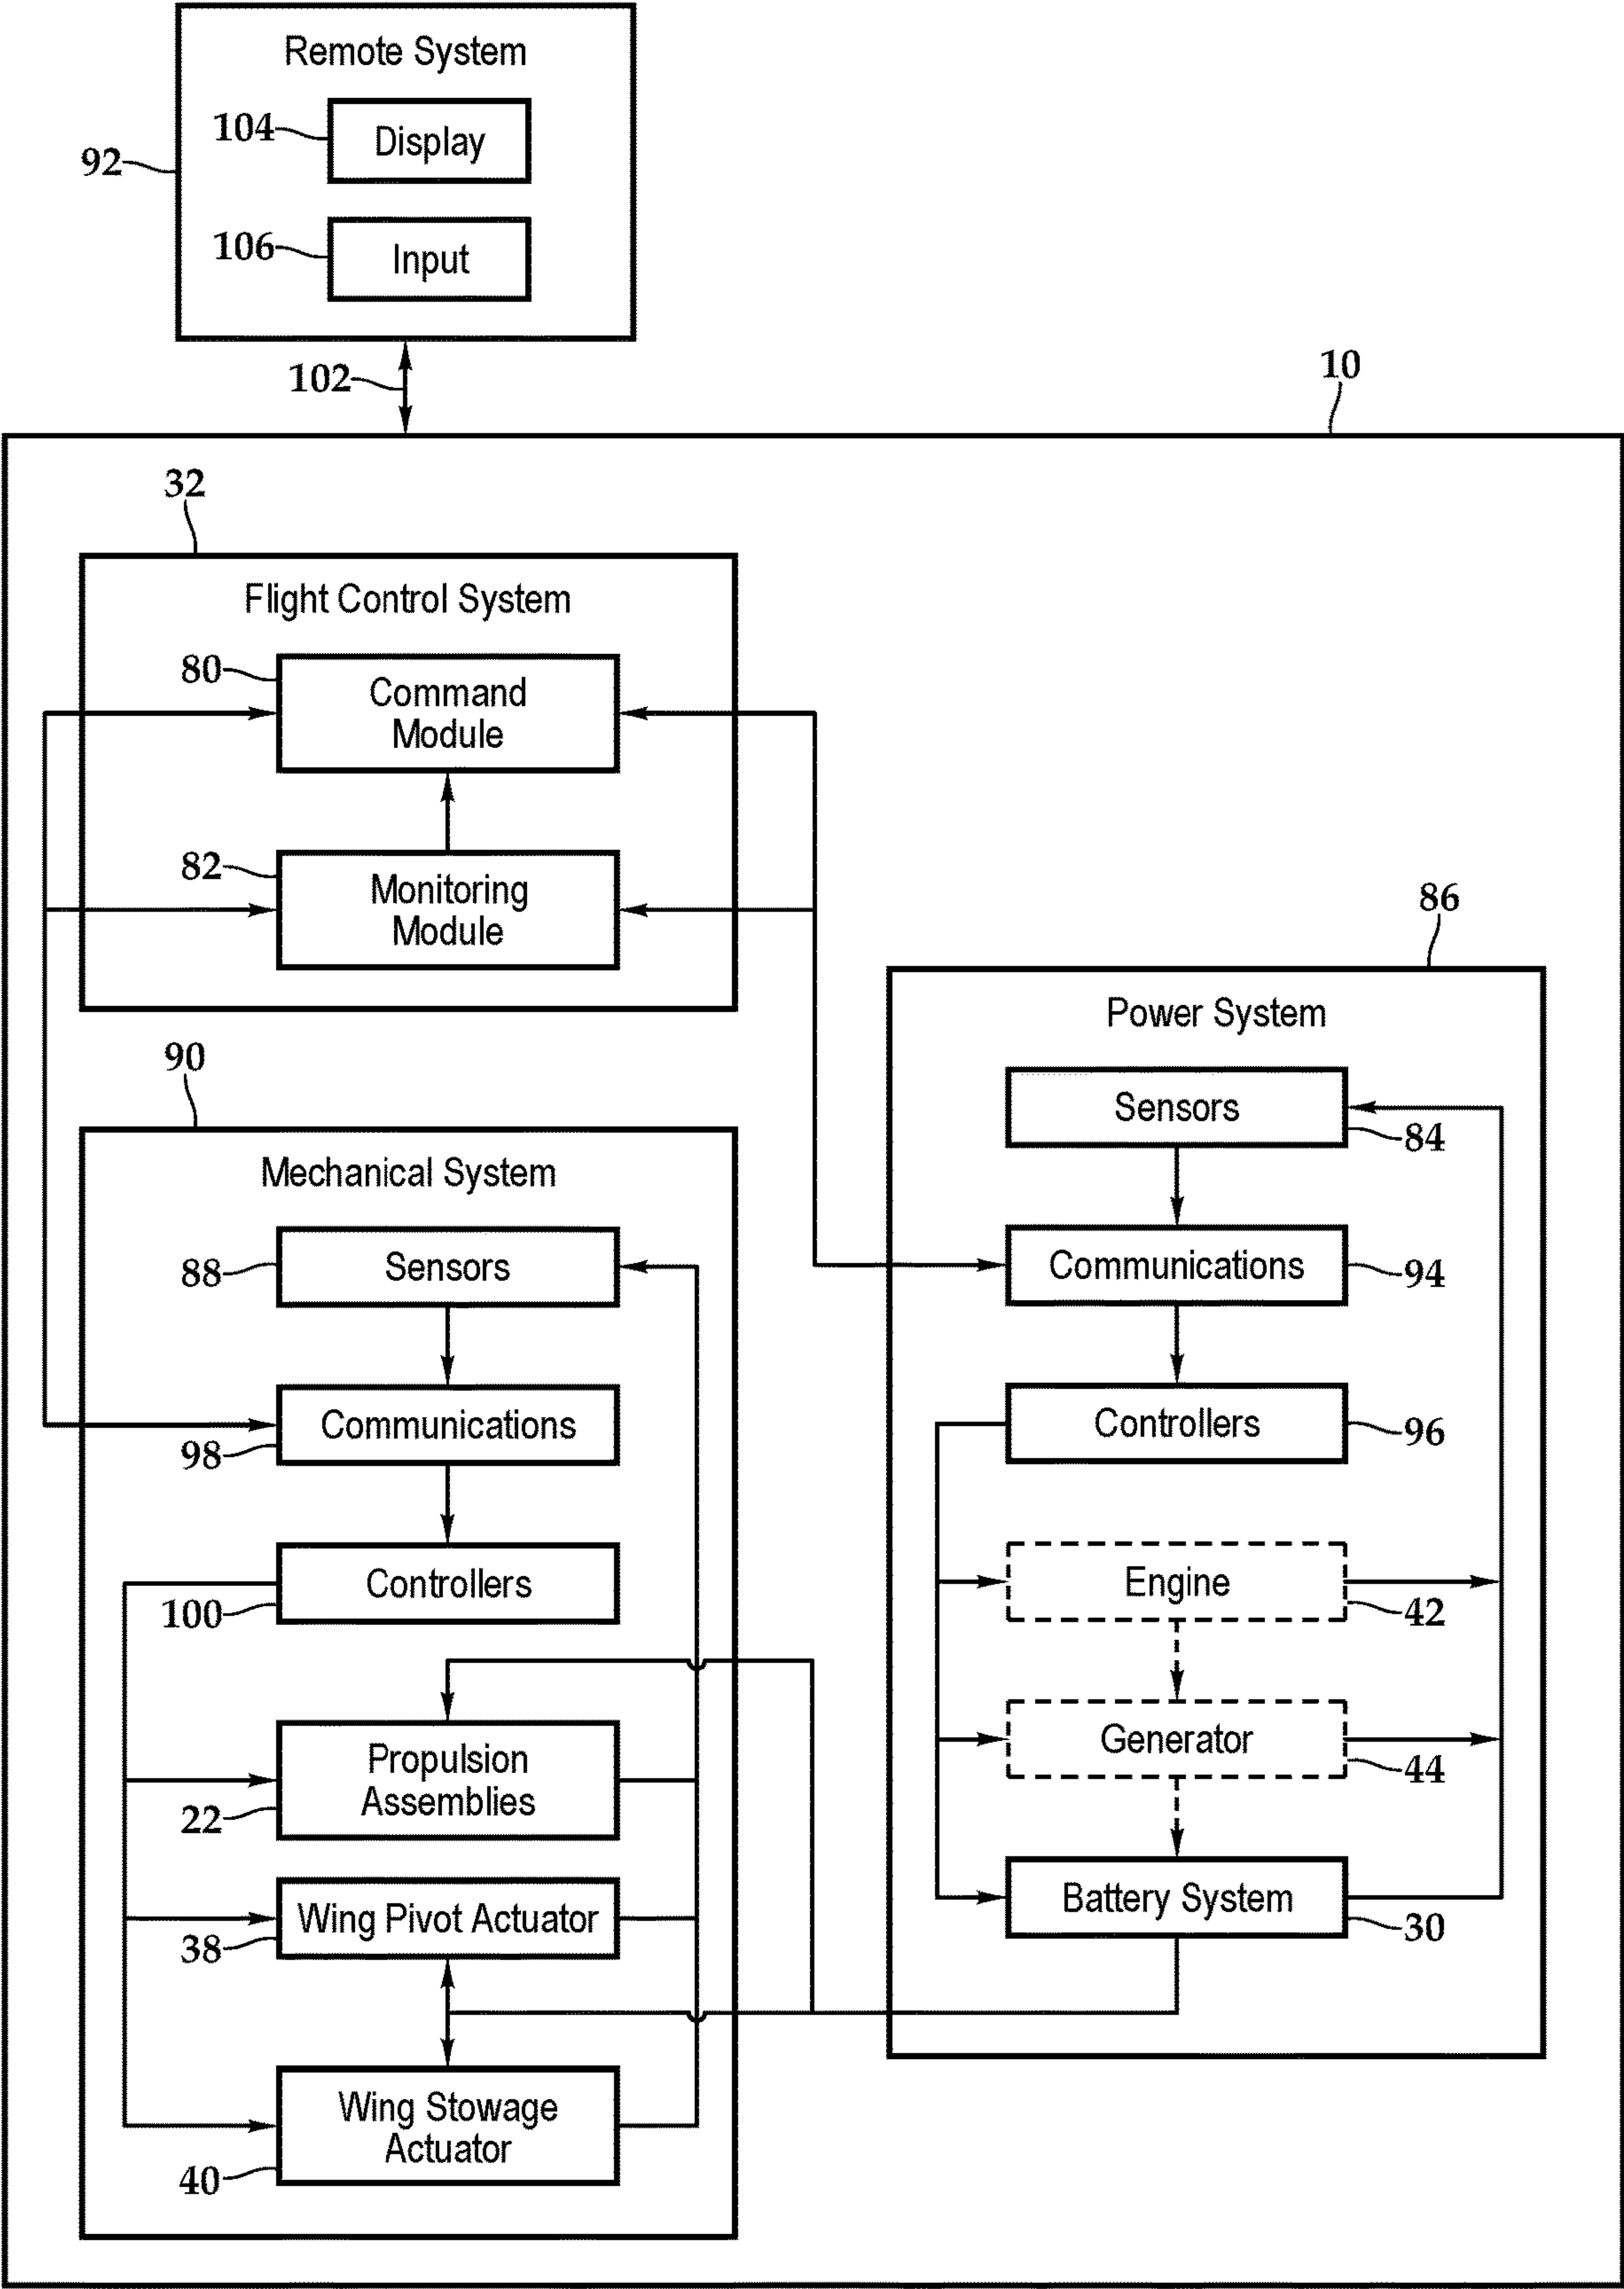 Remote System
104
Display
92
106
Input
102
10
32
Flight Control System
80
Command
Module
82
Monitoring
Module
86
Power System
Sensors
84
Communications
94
Controllers
96
Engine
42
Generator
44
Battery System
30
90
Mechanical System
88
Sensors
Communications
98
Controllers
100
Propulsion
Assemblies
22
Wing Pivot Actuator
38
Wing Stowage
Actuator
40